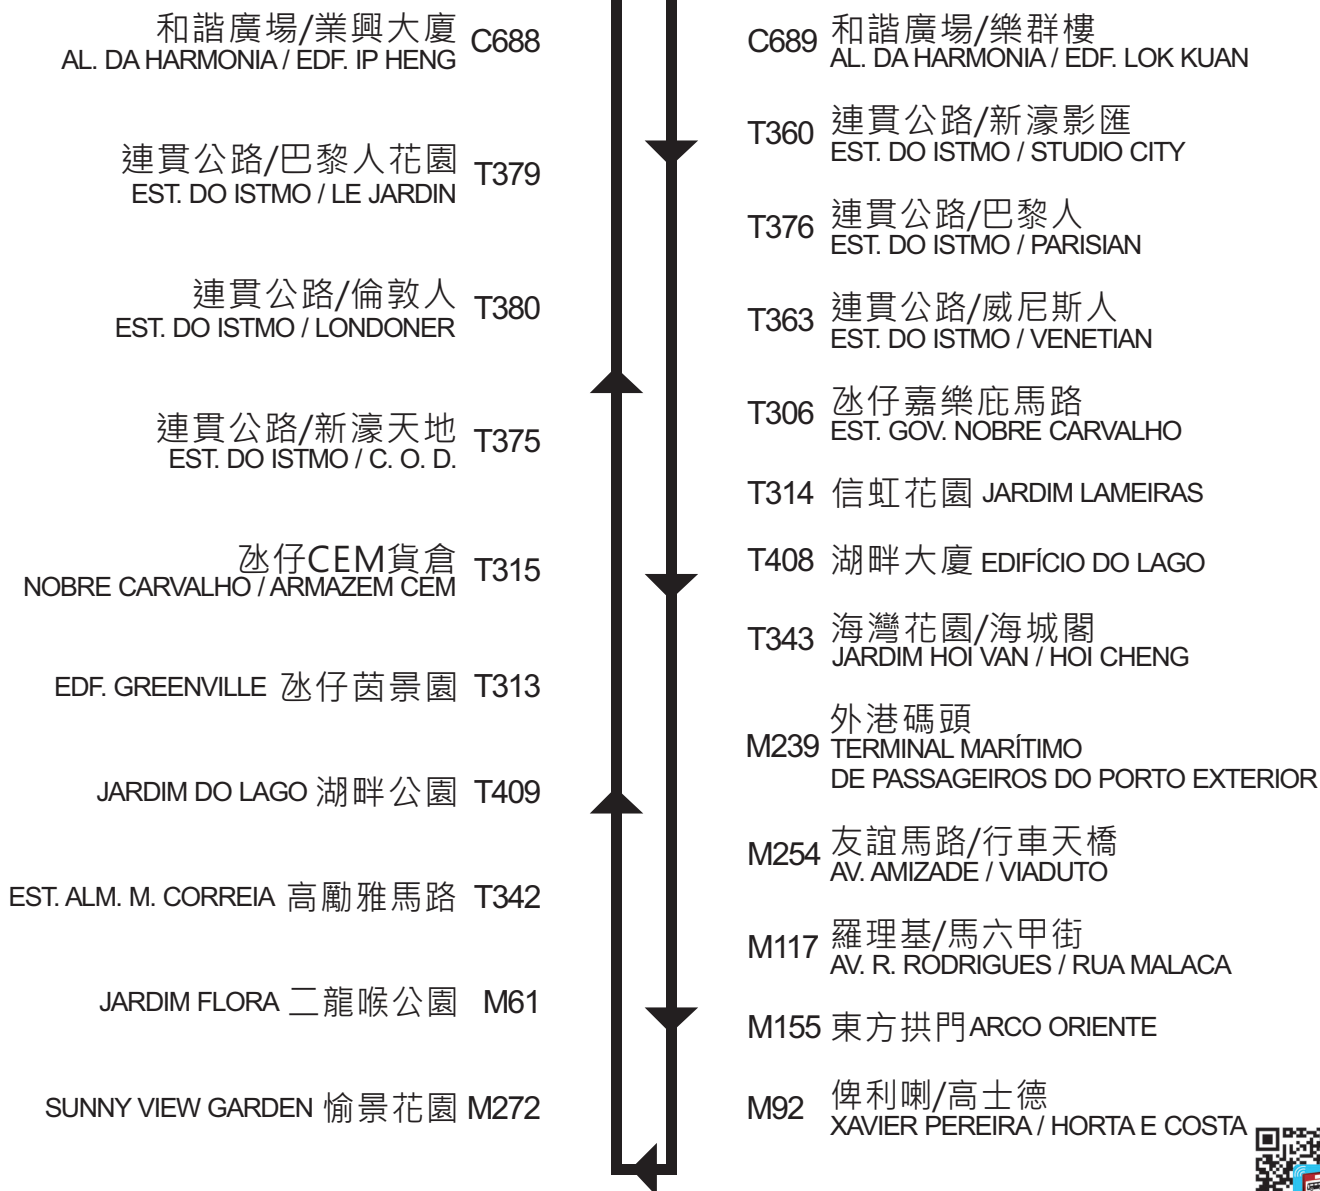 和諧廣場/業興大廈
AL. DA HARMONIA / EDF. IP HENG
C688
連貫公路/巴黎人花園
EST. DO ISTMO / LE JARDIN
T379
連貫公路/倫敦人
EST. DO ISTMO / LONDONER
T380
連貫公路/新濠天地
EST. DO ISTMO / C. O. D.
T375
氹仔CEM貨倉
NOBRE CARVALHO / ARMAZEM CEM
T315
EDF. GREENVILLE 氹仔茵景園 T313
JARDIM DO LAGO 湖畔公園 T409
EST. ALM. M. CORREIA 高勵雅馬路 T342
JARDIM FLORA 二龍喉公園 M61
SUNNY VIEW GARDEN 愉景花園 M272
C689
和諧廣場/樂群樓
AL. DA HARMONIA / EDF. LOK KUAN
T360
連貫公路/新濠影匯
EST. DO ISTMO / STUDIO CITY
T376
連貫公路/巴黎人
EST. DO ISTMO / PARISIAN
T363
連貫公路/威尼斯人
EST. DO ISTMO / VENETIAN
T306
氹仔嘉樂庇馬路
EST. GOV. NOBRE CARVALHO
T314 信虹花園 JARDIM LAMEIRAS
T408 湖畔大廈 EDIFÍCIO DO LAGO
T343
海灣花園/海城閣
JARDIM HOI VAN / HOI CHENG
M239
外港碼頭
TERMINAL MARÍTIMO
DE PASSAGEIROS DO PORTO EXTERIOR
M254
友誼馬路/行車天橋
AV. AMIZADE / VIADUTO
M117
羅理基/馬六甲街
AV. R. RODRIGUES / RUA MALACA
M155 東方拱門 ARCO ORIENTE
M92
俾利喇/高士德
XAVIER PEREIRA / HORTA E COSTA